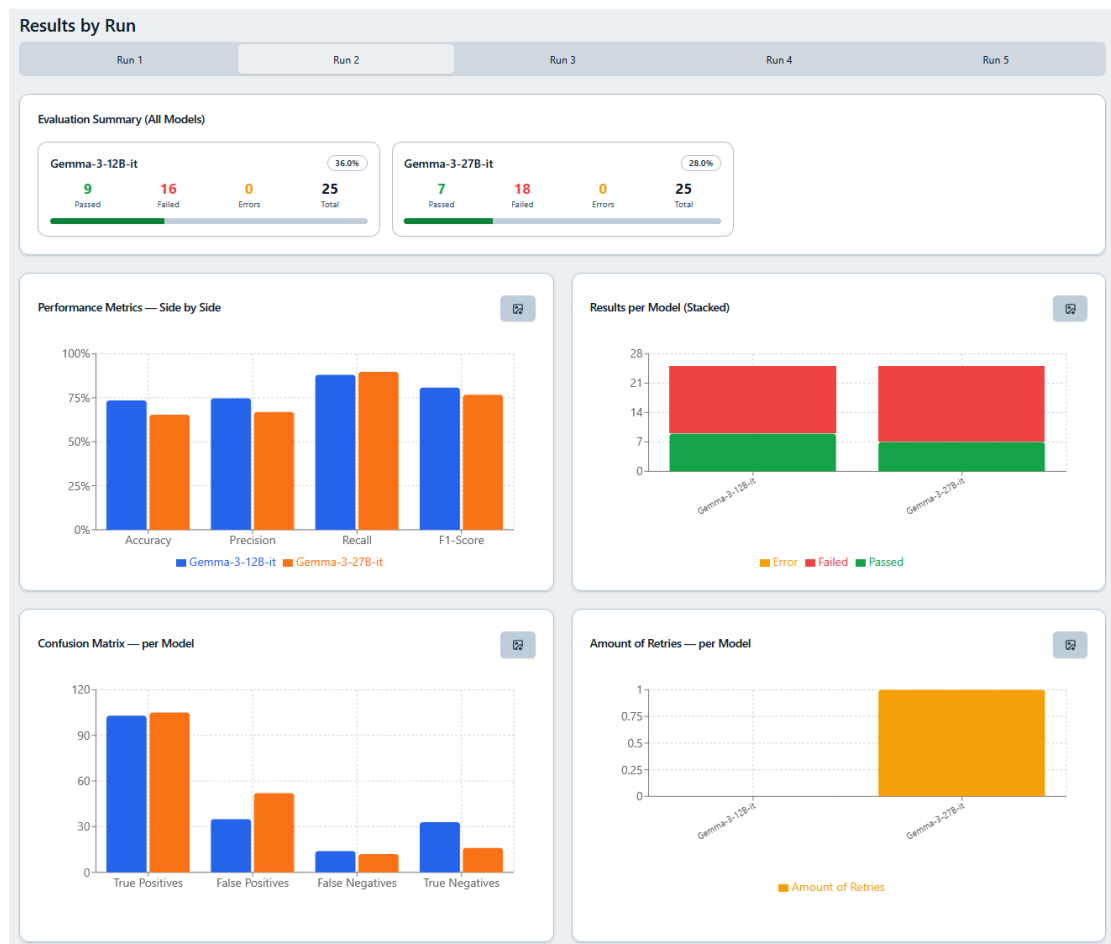 Results by Run
Run 1 Run 2 Run 3 Run 4 Run 5
Evaluation Summary (All Models)
Gemma-3-12B-it 36.0%
9 16 0 25
Passed Failed Errors Total
Gemma-3-27B-it 28.0%
7 18 0 25
Passed Failed Errors Total
Performance Metrics — Side by Side
100%
75%
50%
25%
0%
Accuracy Precision Recall F1-Score
Gemma-3-12B-it Gemma-3-27B-it
Results per Model (Stacked)
28
21
14
7
0
Gemma-3-12B-it Gemma-3-27B-it
Error Failed Passed
Confusion Matrix — per Model
120
90
60
30
0
True Positives False Positives False Negatives True Negatives
Amount of Retries — per Model
1
0.75
0.5
0.25
0
Gemma-3-12B-it Gemma-3-27B-it
Amount of Retries